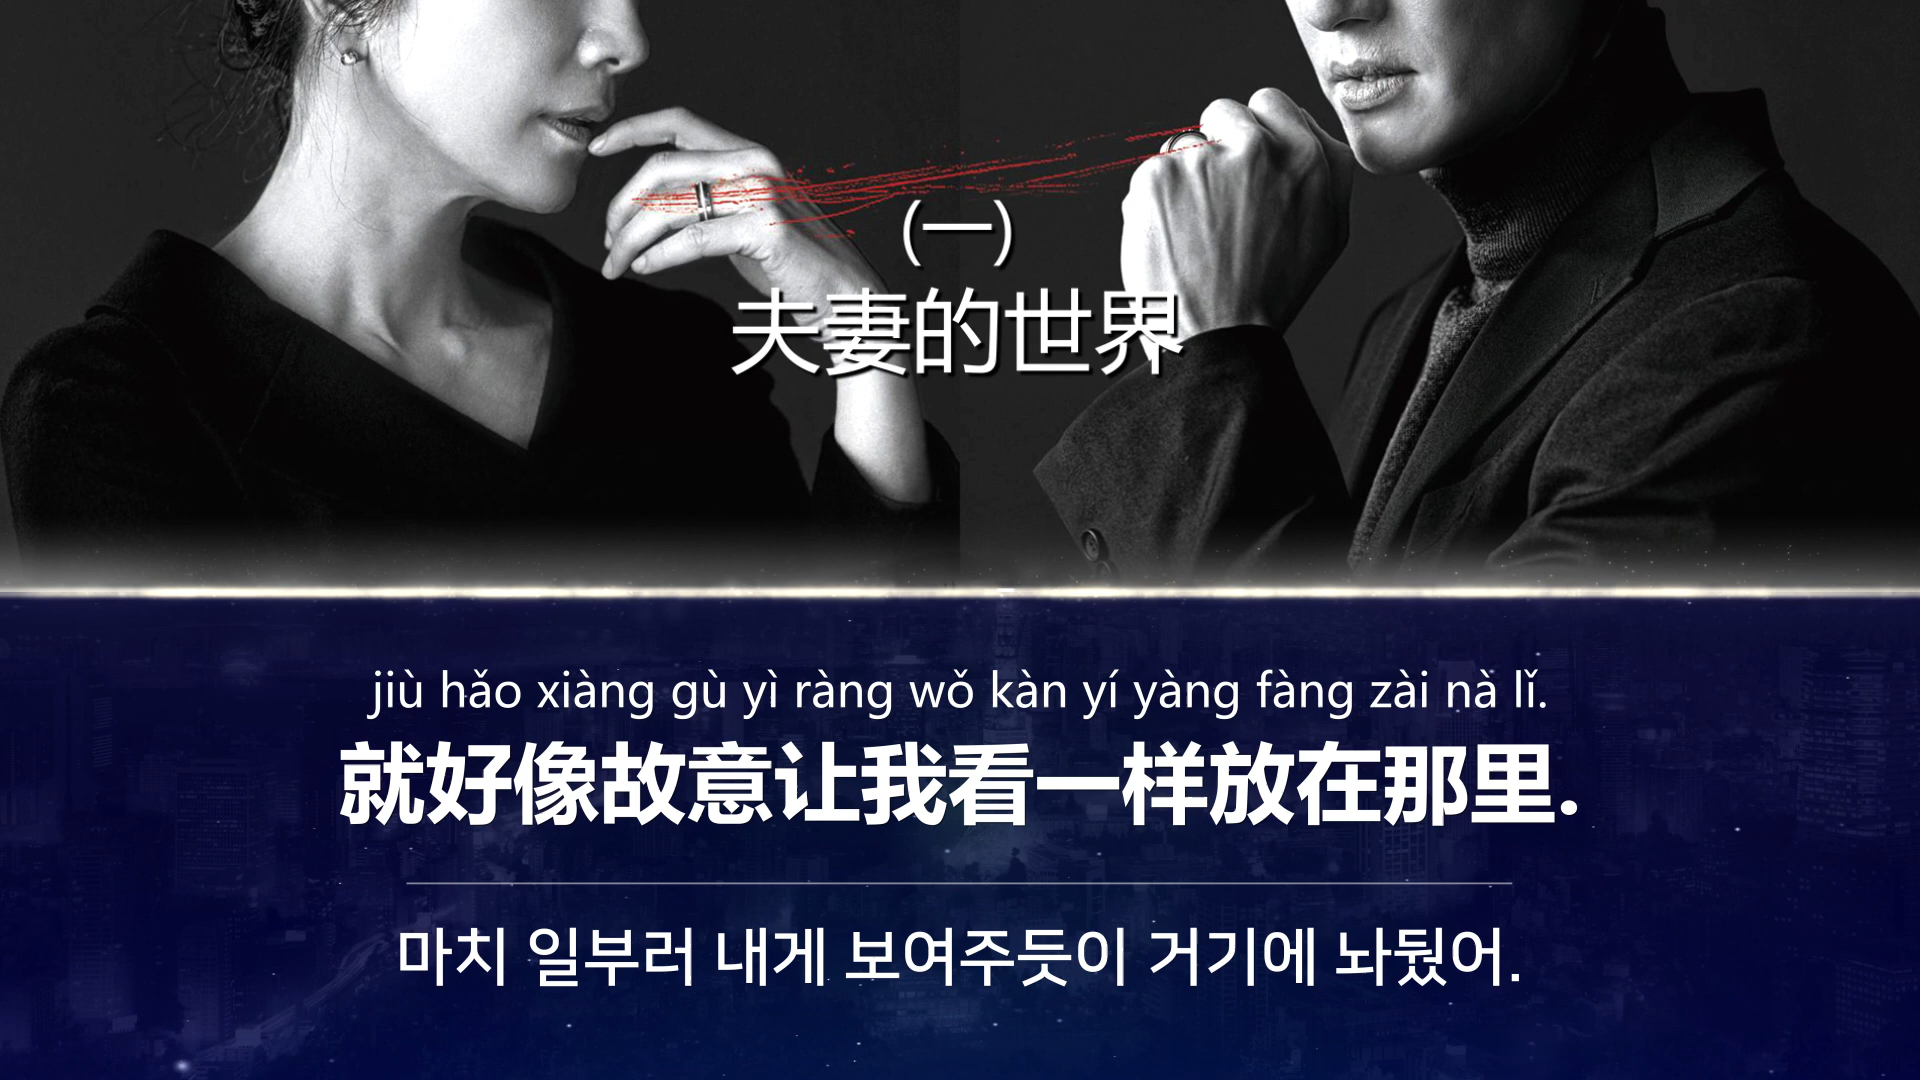 (一)
夫妻的世界
jiù hǎo xiàng gù yì ràng wǒ kàn yí yàng fàng zài nà lǐ.
就好像故意让我看一样放在那里.
마치 일부러 내게 보여주듯이 거기에 놔뒀어.